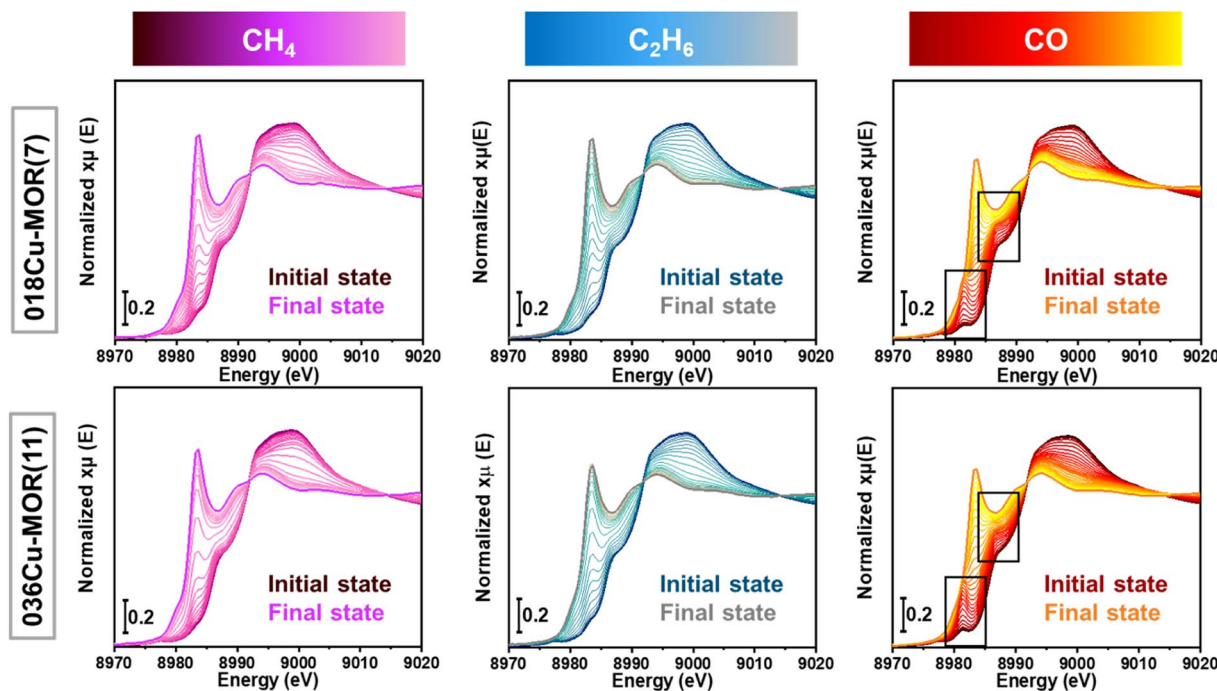 CH₄
C₂H₆
CO
018Cu-MOR(7)
Normalized xμ (E)
0.2
Initial state
Final state
8970 8980 8990 9000 9010 9020
Energy (eV)
Normalized xμ(E)
0.2
Initial state
Final state
8970 8980 8990 9000 9010 9020
Energy (eV)
Normalized xμ(E)
0.2
Initial state
Final state
8970 8980 8990 9000 9010 9020
Energy (eV)
036Cu-MOR(11)
Normalized xμ (E)
0.2
Initial state
Final state
8970 8980 8990 9000 9010 9020
Energy (eV)
Normalized xμ (E)
0.2
Initial state
Final state
8970 8980 8990 9000 9010 9020
Energy (eV)
Normalized xμ(E)
0.2
Initial state
Final state
8970 8980 8990 9000 9010 9020
Energy (eV)